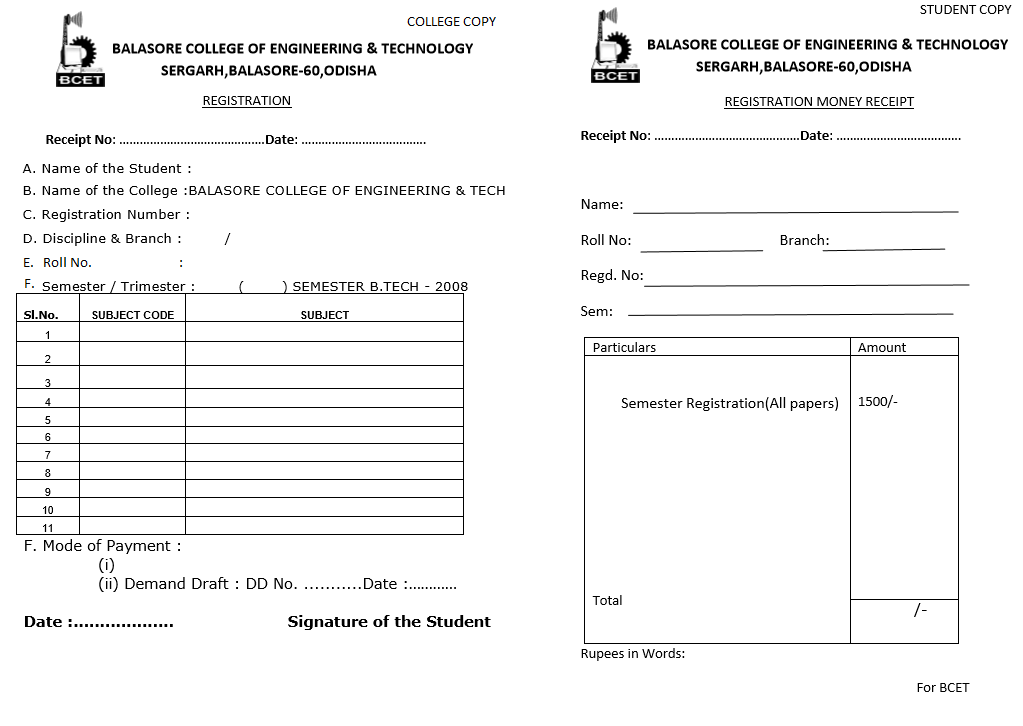 COLLEGE COPY
BCET
BALASORE COLLEGE OF ENGINEERING & TECHNOLOGY
SERGARH,BALASORE-60,ODISHA
REGISTRATION
Receipt No: ...........................................Date: .....................................
A. Name of the Student :
B. Name of the College :BALASORE COLLEGE OF ENGINEERING & TECH
C. Registration Number :
D. Discipline & Branch : /
E. Roll No. :
F. Semester / Trimester : ( ) SEMESTER B.TECH - 2008
Sl.No. SUBJECT CODE SUBJECT
1
2
3
4
5
6
7
8
9
10
11
F. Mode of Payment :
(i)
(ii) Demand Draft : DD No. ...........Date :............
Date :................... Signature of the Student
STUDENT COPY
BCET
BALASORE COLLEGE OF ENGINEERING & TECHNOLOGY
SERGARH,BALASORE-60,ODISHA
REGISTRATION MONEY RECEIPT
Receipt No: ...........................................Date: .....................................
Name:
Roll No: Branch:
Regd. No:
Sem:
Particulars Amount
Semester Registration(All papers) 1500/-
Total
/-
Rupees in Words:
For BCET